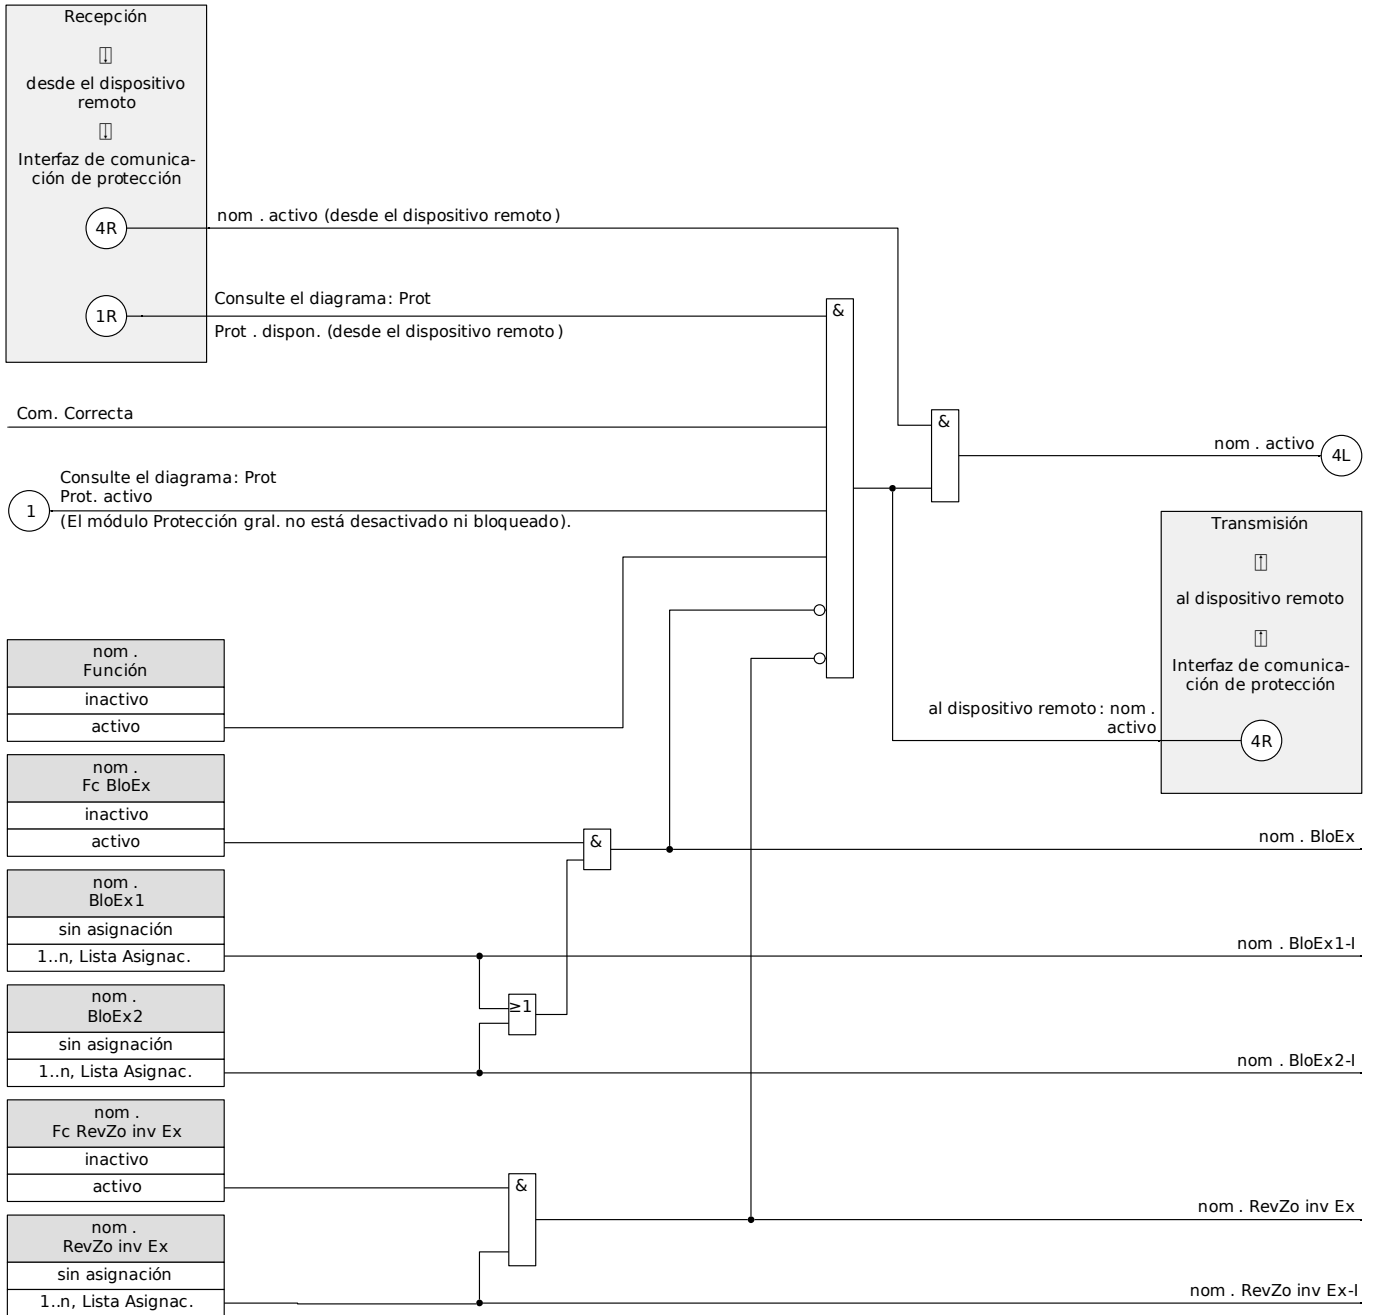 Recepción
desde el dispositivo
remoto
Interfaz de comunica-
ción de protección
4R
nom . activo (desde el dispositivo remoto )
1R
Consulte el diagrama: Prot
Prot . dispon. (desde el dispositivo remoto )
&
Com. Correcta
&
nom . activo
4L
1
Consulte el diagrama: Prot
Prot. activo
(El módulo Protección gral. no está desactivado ni bloqueado).
Transmisión
al dispositivo remoto
Interfaz de comunica-
ción de protección
al dispositivo remoto: nom .
activo
4R
nom .
Función
inactivo
activo
nom .
Fc BloEx
inactivo
activo
&
nom . BloEx
nom .
BloEx1
sin asignación
1..n, Lista Asignac.
nom . BloEx1-I
≥1
nom .
BloEx2
sin asignación
1..n, Lista Asignac.
nom . BloEx2-I
nom .
Fc RevZo inv Ex
inactivo
activo
&
nom . RevZo inv Ex
nom .
RevZo inv Ex
sin asignación
1..n, Lista Asignac.
nom . RevZo inv Ex-I